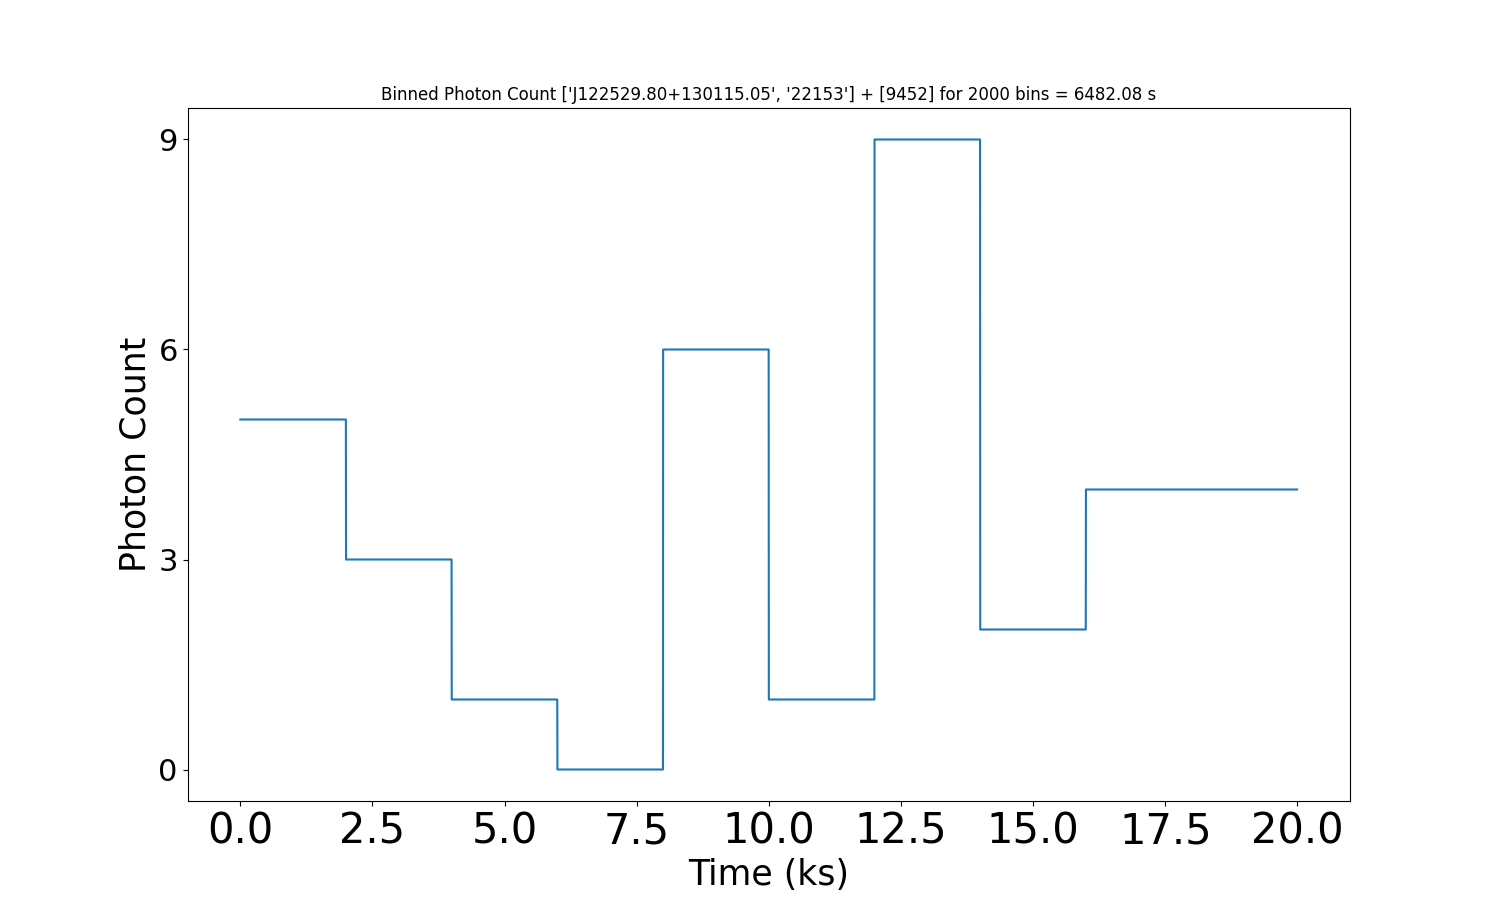 Binned Photon Count ['J122529.80+130115.05', '22153'] + [9452] for 2000 bins = 6482.08 s
9
6
3
0
Photon Count
0.0 2.5 5.0 7.5 10.0 12.5 15.0 17.5 20.0
Time (ks)